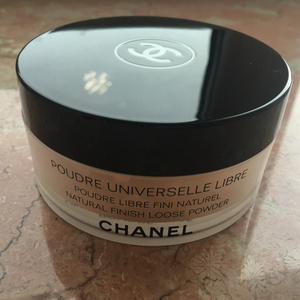 POUDRE UNIVERSELLE LIBRE
POUDRE LIBRE FINI NATUREL
NATURAL FINISH LOOSE POWDER
CHANEL